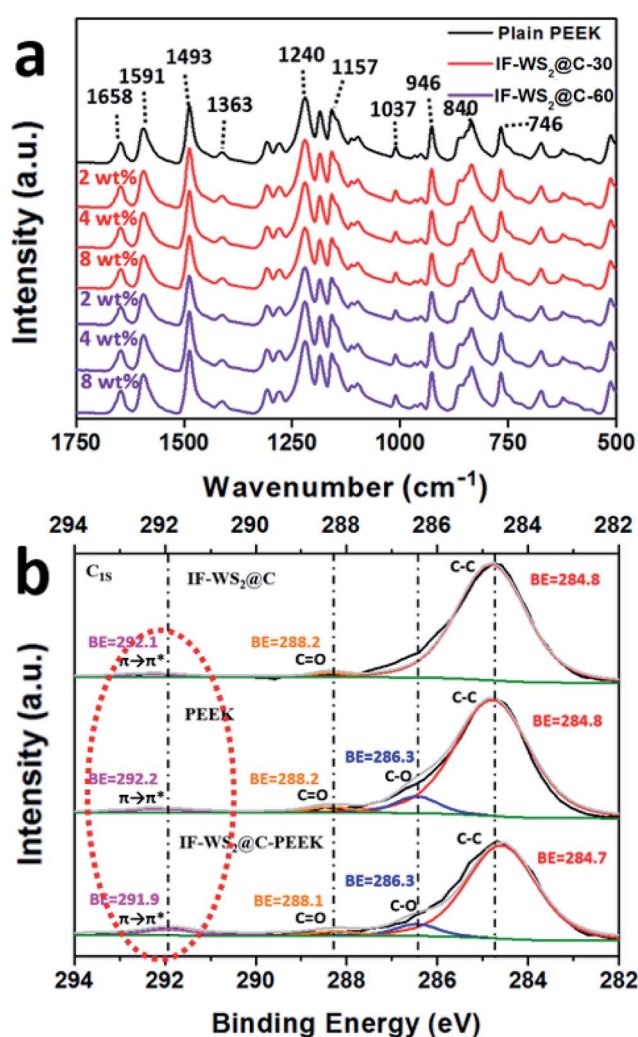 a
1658
1591
1493
1363
1240
1157
1037
946
840
746
Plain PEEK
IF-WS₂@C-30
IF-WS₂@C-60
2 wt%
4 wt%
8 wt%
2 wt%
4 wt%
8 wt%
Intensity (a.u.)
1750 1500 1250 1000 750 500
Wavenumber (cm⁻¹)
294 292 290 288 286 284 282
b
C₁S
IF-WS₂@C
C-C
BE=284.8
BE=292.1
π→π*
BE=288.2
C=O
PEEK
C-C
BE=284.8
BE=286.3
C-O
BE=292.2
π→π*
BE=288.2
C=O
IF-WS₂@C-PEEK
C-C
BE=284.7
BE=286.3
C-O
BE=291.9
π→π*
BE=288.1
C=O
Intensity (a.u.)
294 292 290 288 286 284 282
Binding Energy (eV)